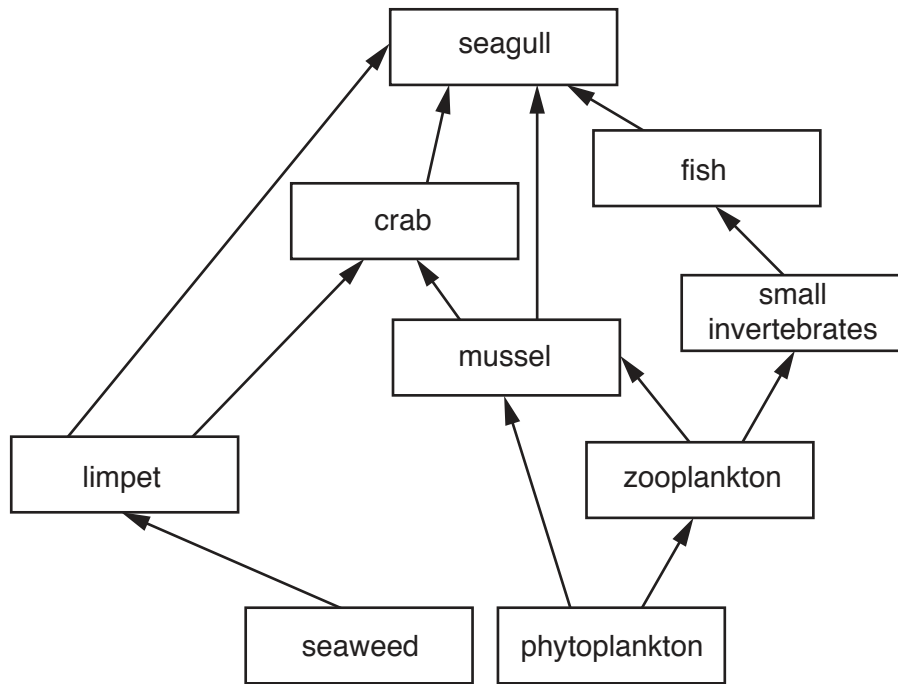 seagull
fish
crab
small
invertebrates
mussel
limpet
zooplankton
seaweed
phytoplankton